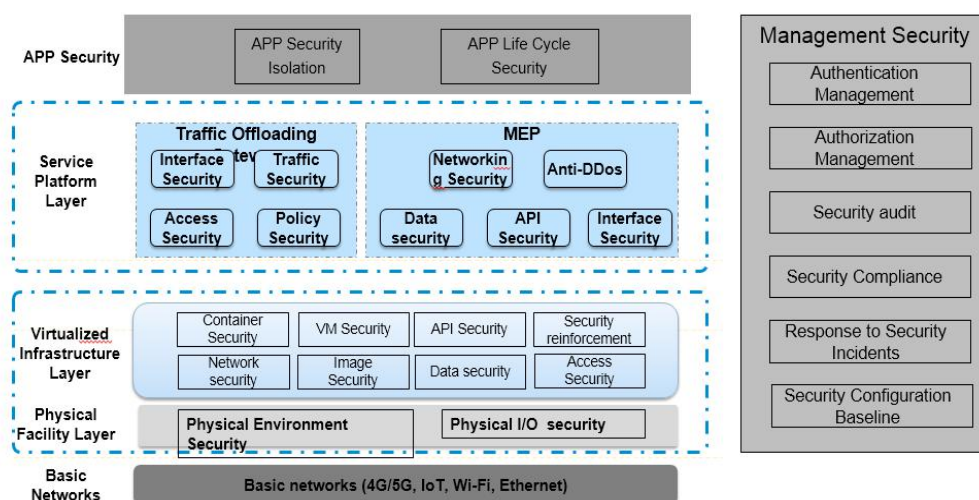 APP Security
APP Security
Isolation
APP Life Cycle
Security
Service
Platform
Layer
Traffic Offloading
Interface
Security
Traffic
Security
Access
Security
Policy
Security
MEP
Networkin
g Security
Anti-DDos
Data
security
API
Security
Interface
Security
Virtualized
Infrastructure
Layer
Container
Security
VM Security
API Security
Security
reinforcement
Network
security
Image
Security
Data security
Access
Security
Physical
Facility Layer
Physical Environment
Security
Physical I/O security
Basic
Networks
Basic networks (4G/5G, IoT, Wi-Fi, Ethernet)
Management Security
Authentication
Management
Authorization
Management
Security audit
Security Compliance
Response to Security
Incidents
Security Configuration
Baseline